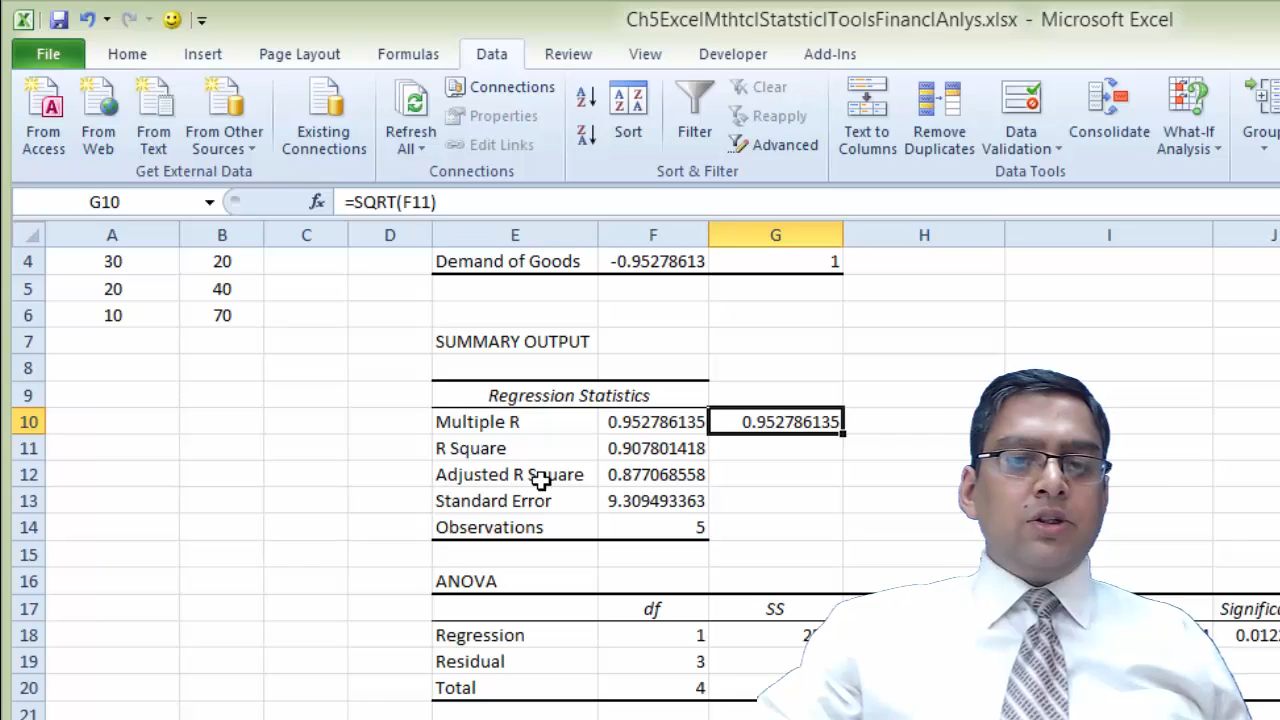 Ch5ExcelMthtclStatsticlToolsFinanclAnlys.xlsx - Microsoft Excel
File Home Insert Page Layout Formulas Data Review View Developer Add-Ins
From Access
From Web
From Text
From Other Sources
Existing Connections
Get External Data
Refresh All
Connections
Properties
Edit Links
Connections
Sort
Filter
Clear
Reapply
Advanced
Sort & Filter
Text to Columns
Remove Duplicates
Data Validation
Consolidate
What-If Analysis
Data Tools
G10 fx =SQRT(F11)
A B C D E F G H I J
4 30 20 Demand of Goods -0.95278613 1
5 20 40
6 10 70
7 SUMMARY OUTPUT
8
9 Regression Statistics
10 Multiple R 0.952786135 0.952786135
11 R Square 0.907801418
12 Adjusted R Square 0.877068558
13 Standard Error 9.309493363
14 Observations 5
15
16 ANOVA
17 df SS
18 Regression 1
19 Residual 3
20 Total 4
21